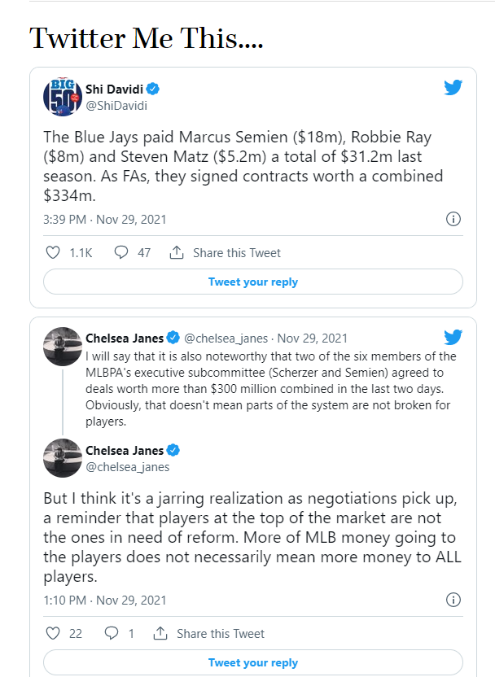 Twitter Me This....
BIG
50
Shi Davidi
@ShiDavidi
The Blue Jays paid Marcus Semien ($18m), Robbie Ray
($8m) and Steven Matz ($5.2m) a total of $31.2m last
season. As FAs, they signed contracts worth a combined
$334m.
3:39 PM · Nov 29, 2021
1.1K 47 Share this Tweet
Tweet your reply
Chelsea Janes @chelsea_janes · Nov 29, 2021
I will say that it is also noteworthy that two of the six members of the
MLBPA's executive subcommittee (Scherzer and Semien) agreed to
deals worth more than $300 million combined in the last two days.
Obviously, that doesn't mean parts of the system are not broken for
players.
Chelsea Janes
@chelsea_janes
But I think it's a jarring realization as negotiations pick up,
a reminder that players at the top of the market are not
the ones in need of reform. More of MLB money going to
the players does not necessarily mean more money to ALL
players.
1:10 PM · Nov 29, 2021
22 1 Share this Tweet
Tweet your reply